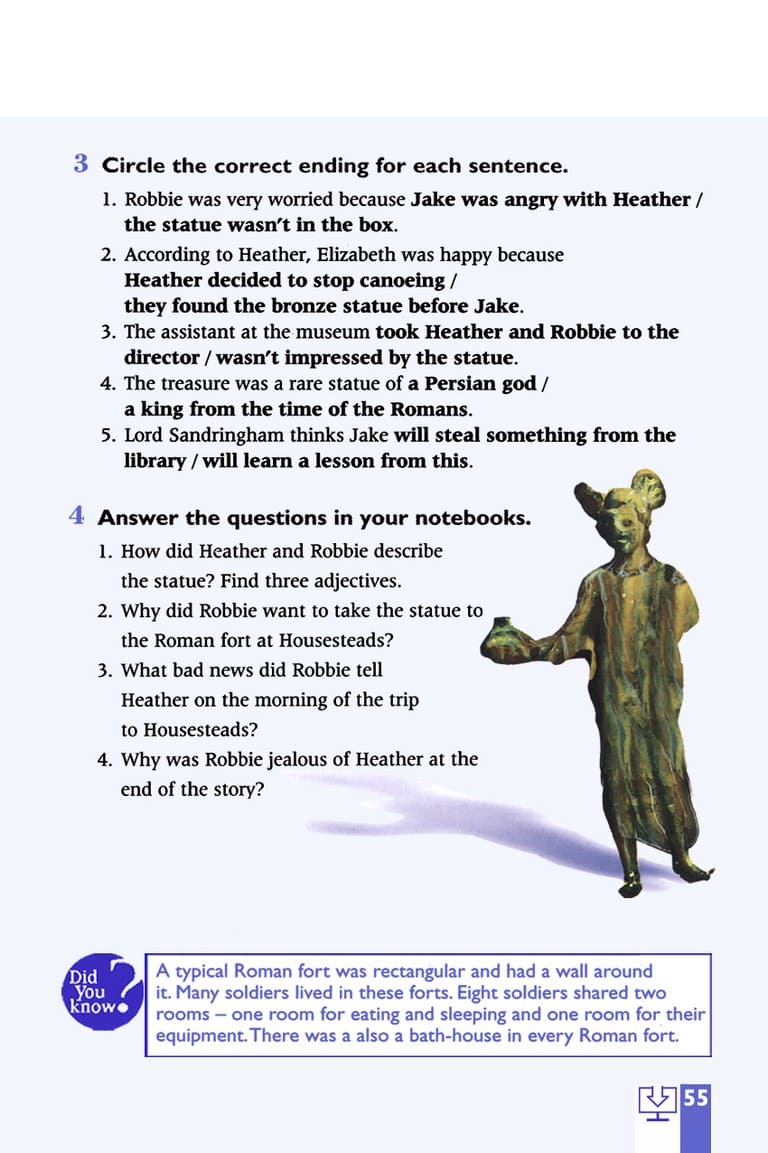 3 Circle the correct ending for each sentence.
1. Robbie was very worried because Jake was angry with Heather /
the statue wasn't in the box.
2. According to Heather, Elizabeth was happy because
Heather decided to stop canoeing /
they found the bronze statue before Jake.
3. The assistant at the museum took Heather and Robbie to the
director / wasn't impressed by the statue.
4. The treasure was a rare statue of a Persian god /
a king from the time of the Romans.
5. Lord Sandringham thinks Jake will steal something from the
library / will learn a lesson from this.
4 Answer the questions in your notebooks.
1. How did Heather and Robbie describe
the statue? Find three adjectives.
2. Why did Robbie want to take the statue to
the Roman fort at Housesteads?
3. What bad news did Robbie tell
Heather on the morning of the trip
to Housesteads?
4. Why was Robbie jealous of Heather at the
end of the story?
Did
You
know?
A typical Roman fort was rectangular and had a wall around
it. Many soldiers lived in these forts. Eight soldiers shared two
rooms – one room for eating and sleeping and one room for their
equipment. There was a also a bath-house in every Roman fort.
55